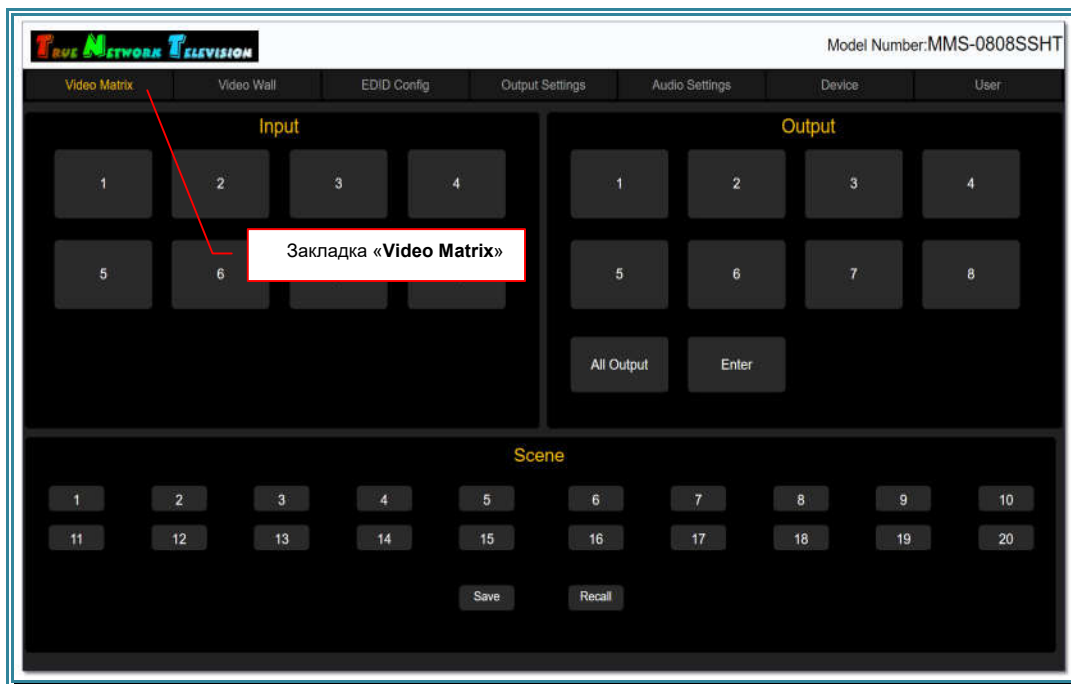 TRUE NETWORK TELEVISION
Model Number:MMS-0808SSHT
Video Matrix Video Wall EDID Config Output Settings Audio Settings Device User
Input
1 2 3 4
5 6
Закладка «Video Matrix»
Output
1 2 3 4
5 6 7 8
All Output Enter
Scene
1 2 3 4 5 6 7 8 9 10
11 12 13 14 15 16 17 18 19 20
Save Recall